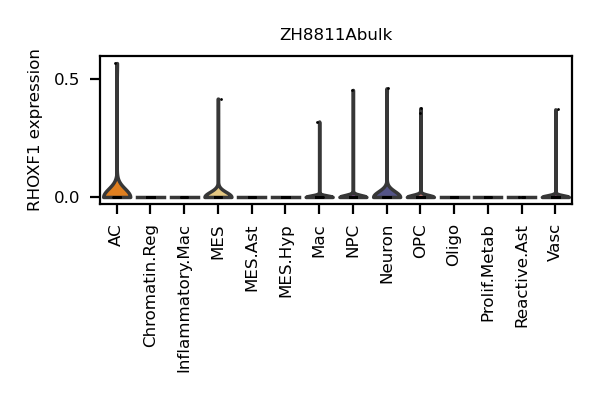 ZH8811Abulk
RHOXF1 expression
0.5
0.0
AC
Chromatin.Reg
Inflammatory.Mac
MES
MES.Ast
MES.Hyp
Mac
NPC
Neuron
OPC
Oligo
Prolif.Metab
Reactive.Ast
Vasc